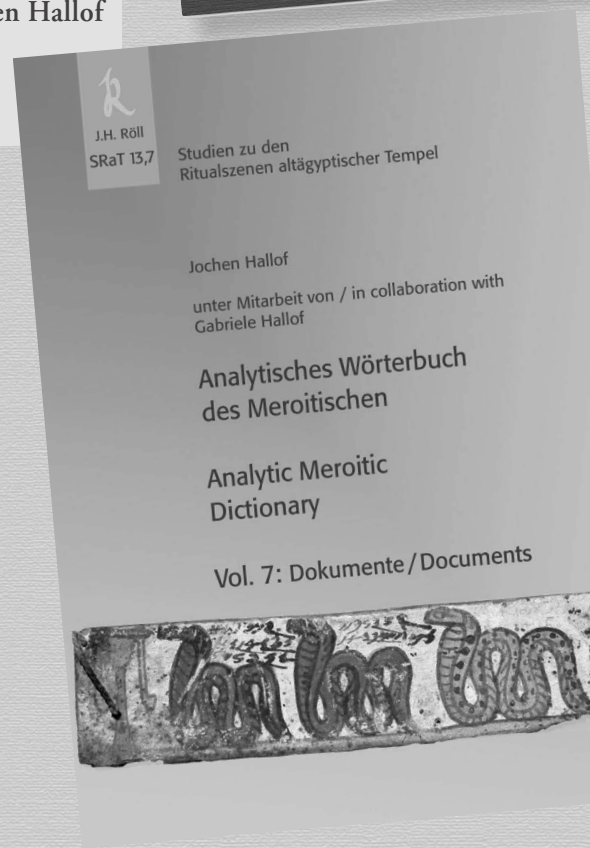 en Hallof
J.H. Röll
SRaT 13,7
Studien zu den
Ritualszenen altägyptischer Tempel
Jochen Hallof
unter Mitarbeit von / in collaboration with
Gabriele Hallof
Analytisches Wörterbuch
des Meroitischen
Analytic Meroitic
Dictionary
Vol. 7: Dokumente / Documents